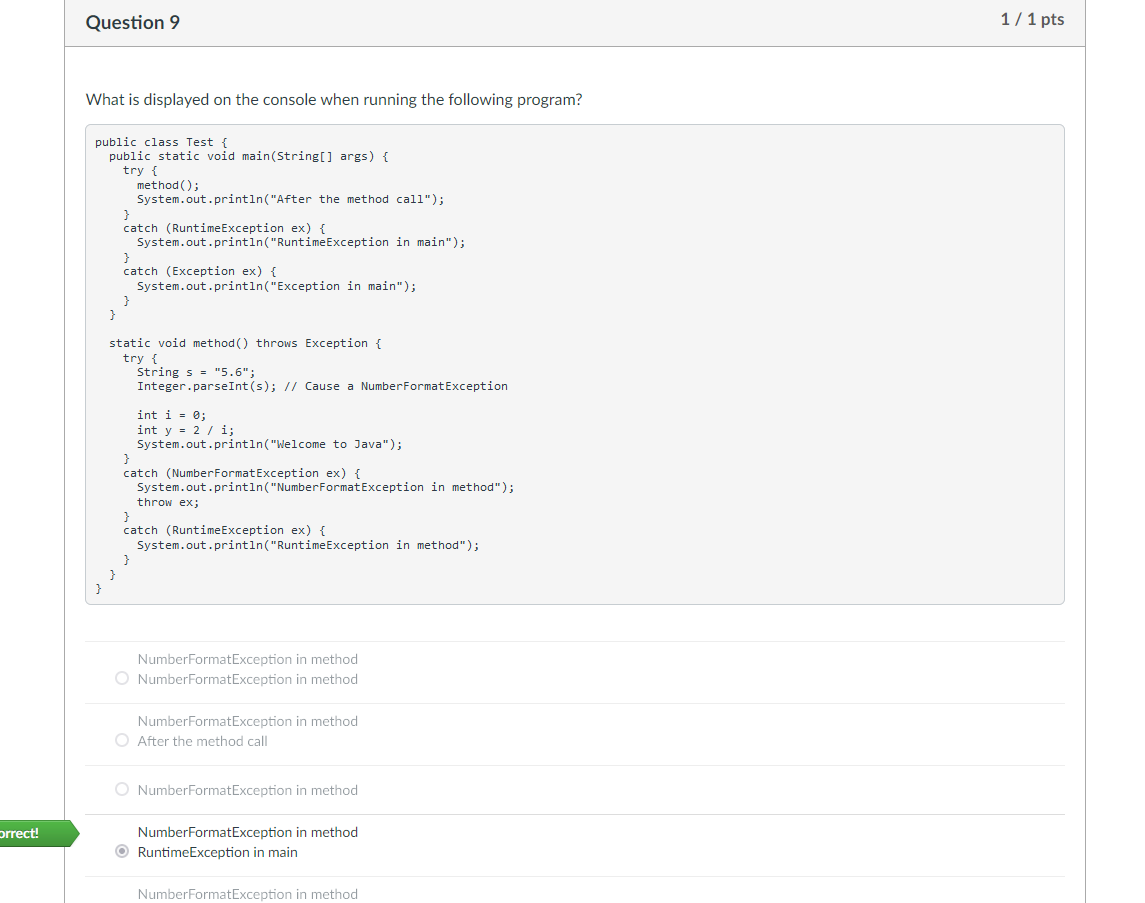 Question 9
1 / 1 pts
What is displayed on the console when running the following program?
public class Test {
  public static void main(String[] args) {
    try {
      method();
      System.out.println("After the method call");
    }
    catch (RuntimeException ex) {
      System.out.println("RuntimeException in main");
    }
    catch (Exception ex) {
      System.out.println("Exception in main");
    }
  }

  static void method() throws Exception {
    try {
      String s = "5.6";
      Integer.parseInt(s); // Cause a NumberFormatException

      int i = 0;
      int y = 2 / i;
      System.out.println("Welcome to Java");
    }
    catch (NumberFormatException ex) {
      System.out.println("NumberFormatException in method");
      throw ex;
    }
    catch (RuntimeException ex) {
      System.out.println("RuntimeException in method");
    }
  }
}
NumberFormatException in method
NumberFormatException in method
NumberFormatException in method
After the method call
NumberFormatException in method
orrect!
NumberFormatException in method
RuntimeException in main
NumberFormatException in method